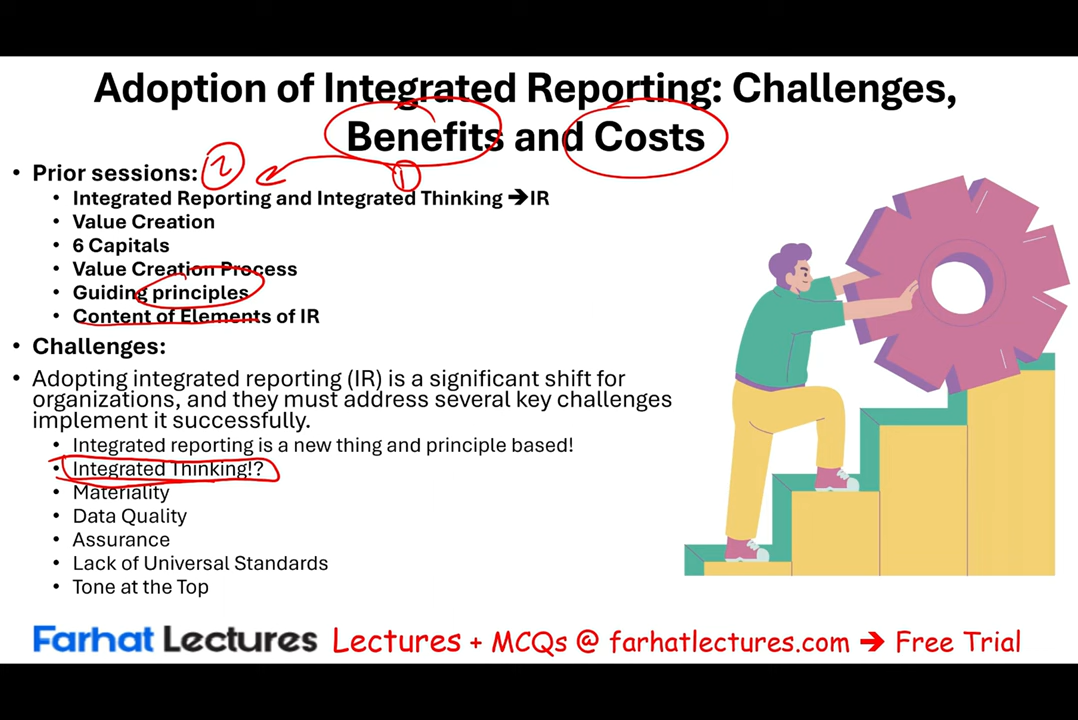 Adoption of Integrated Reporting: Challenges,
Benefits and Costs
• Prior sessions: 2
1
• Integrated Reporting and Integrated Thinking ➔IR
• Value Creation
• 6 Capitals
• Value Creation Process
• Guiding principles
• Content of Elements of IR
• Challenges:
• Adopting integrated reporting (IR) is a significant shift for
organizations, and they must address several key challenges
implement it successfully.
• Integrated reporting is a new thing and principle based!
• Integrated Thinking!?
• Materiality
• Data Quality
• Assurance
• Lack of Universal Standards
• Tone at the Top
Farhat Lectures Lectures + MCQs @ farhatlectures.com ➔ Free Trial